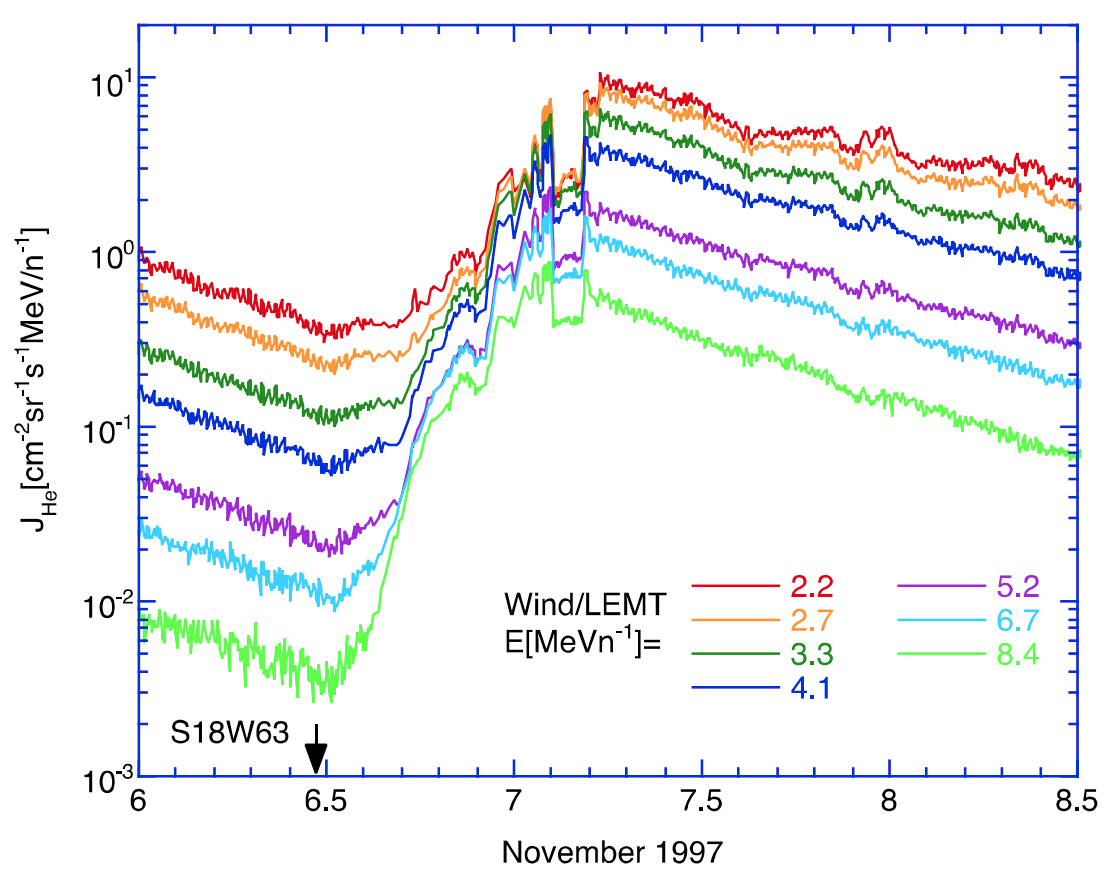 10¹
10⁰
10⁻¹
10⁻²
10⁻³
J_He[cm⁻²sr⁻¹s⁻¹MeV/n⁻¹]
Wind/LEMT
E[MeVn⁻¹]=
2.2
2.7
3.3
4.1
5.2
6.7
8.4
S18W63
6 6.5 7 7.5 8 8.5
November 1997